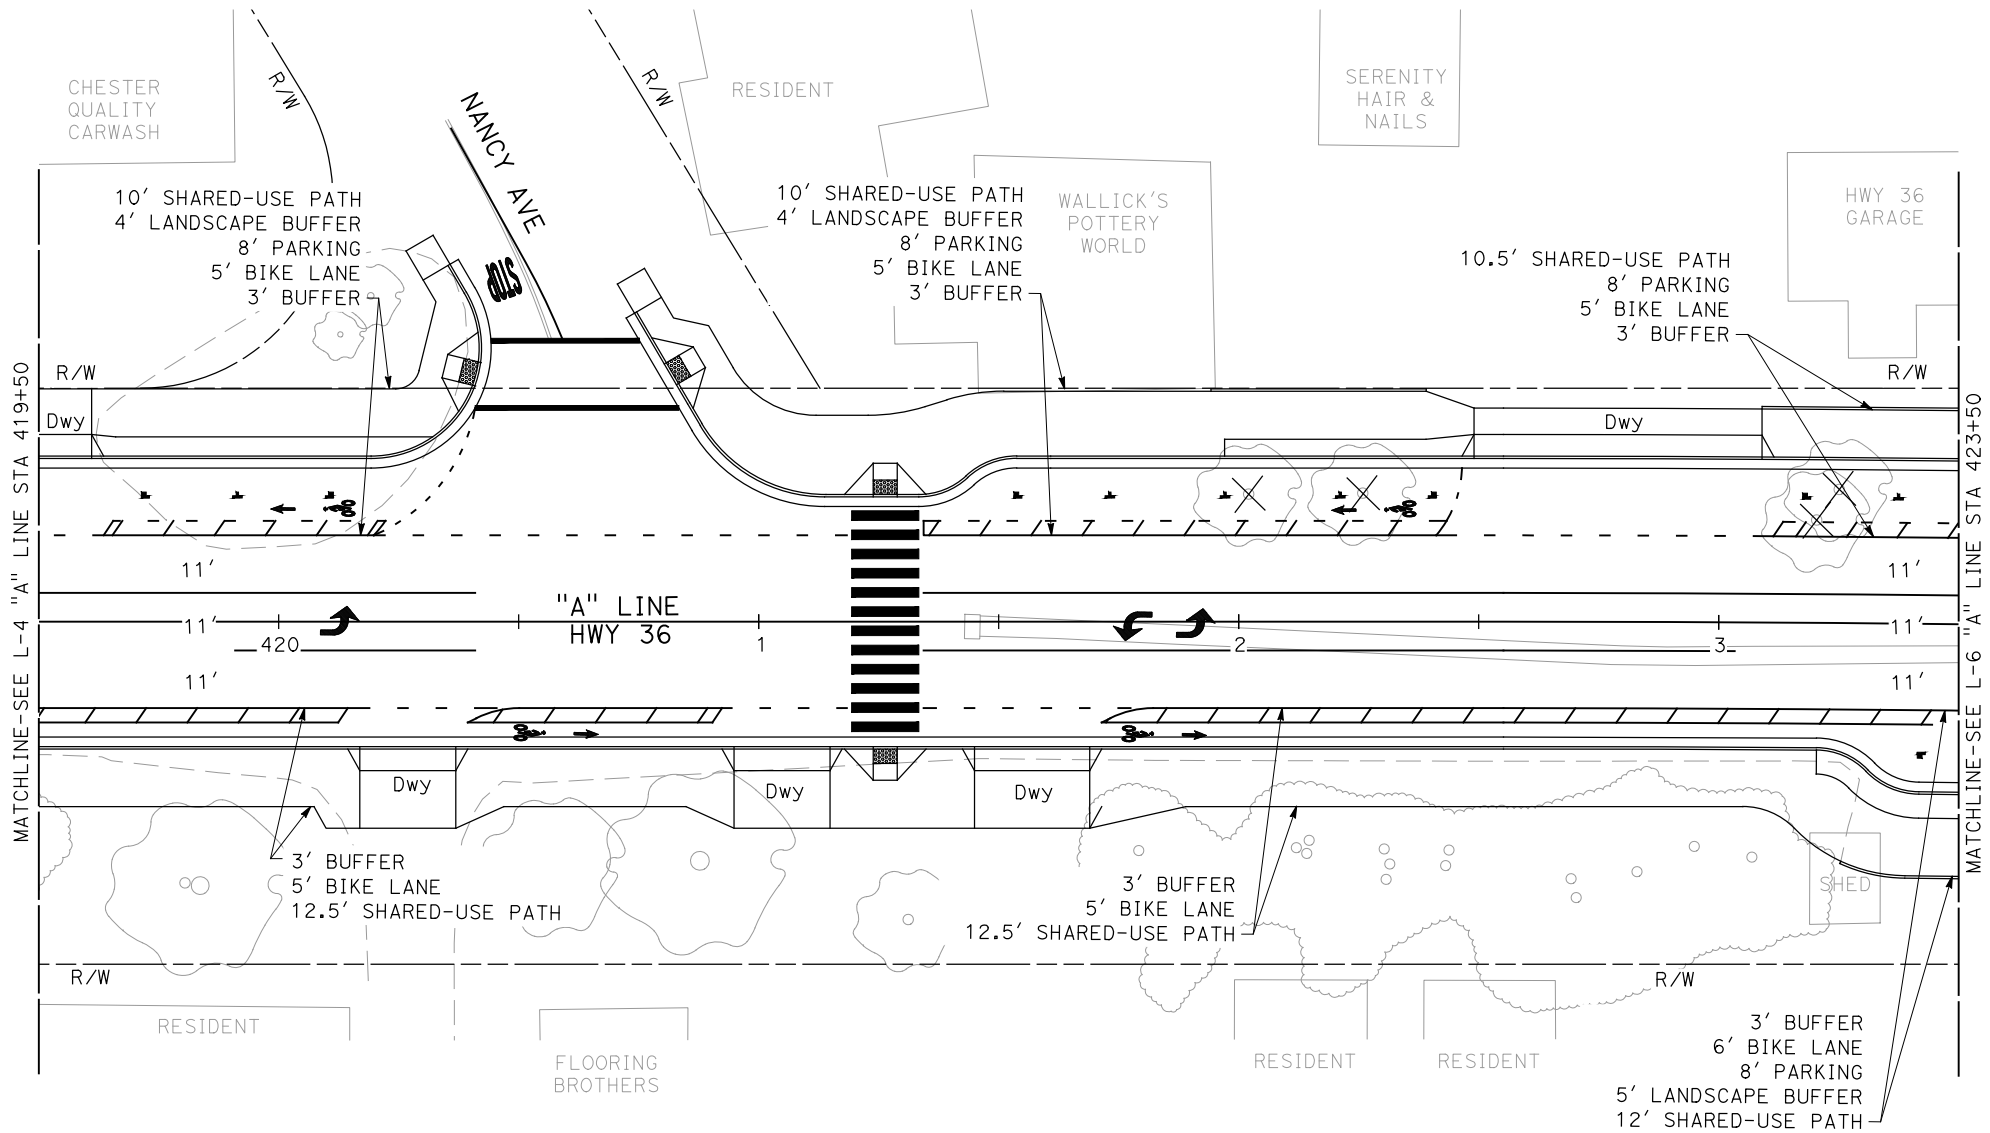 CHESTER
QUALITY
CARWASH
R/W
NANCY AVE
STOP
R/W
RESIDENT
SERENITY
HAIR &
NAILS
HWY 36
GARAGE
10' SHARED-USE PATH
4' LANDSCAPE BUFFER
8' PARKING
5' BIKE LANE
3' BUFFER
10' SHARED-USE PATH
4' LANDSCAPE BUFFER
8' PARKING
5' BIKE LANE
3' BUFFER
WALLICK'S
POTTERY
WORLD
10.5' SHARED-USE PATH
8' PARKING
5' BIKE LANE
3' BUFFER
R/W
R/W
Dwy
Dwy
MATCHLINE-SEE L-4 "A" LINE STA 419+50
MATCHLINE-SEE L-6 "A" LINE STA 423+50
11'
11'
"A" LINE
HWY 36
11'
11'
420
1
2
3
11'
11'
Dwy
Dwy
Dwy
3' BUFFER
5' BIKE LANE
12.5' SHARED-USE PATH
3' BUFFER
5' BIKE LANE
12.5' SHARED-USE PATH
SHED
R/W
R/W
RESIDENT
FLOORING
BROTHERS
RESIDENT
RESIDENT
3' BUFFER
6' BIKE LANE
8' PARKING
5' LANDSCAPE BUFFER
12' SHARED-USE PATH